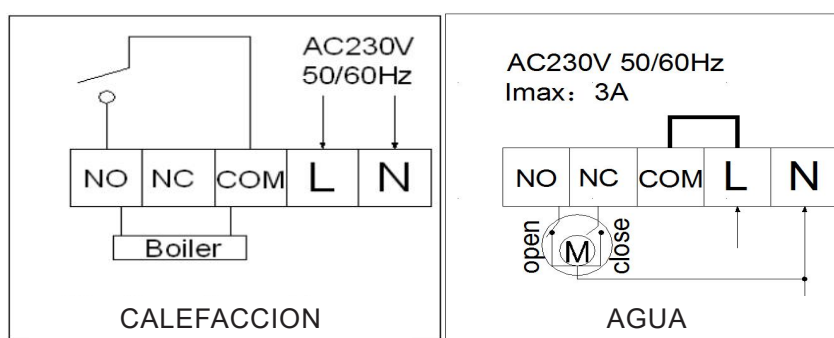 AC230V
50/60Hz
NO NC COM L N
Boiler
CALEFACCION
AC230V 50/60Hz
Imax: 3A
NO NC COM L N
open M close
AGUA